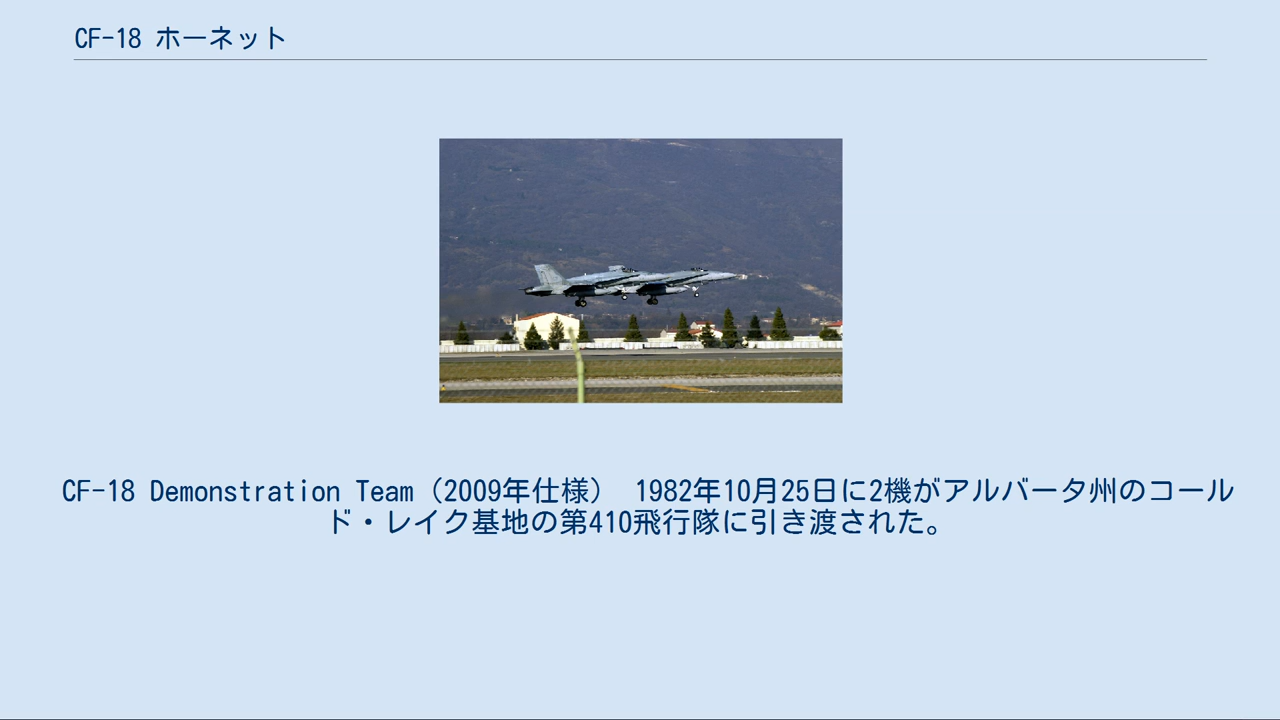 CF-18 ホーネット
CF-18 Demonstration Team（2009年仕様） 1982年10月25日に2機がアルバータ州のコール
ド・レイク基地の第410飛行隊に引き渡された。